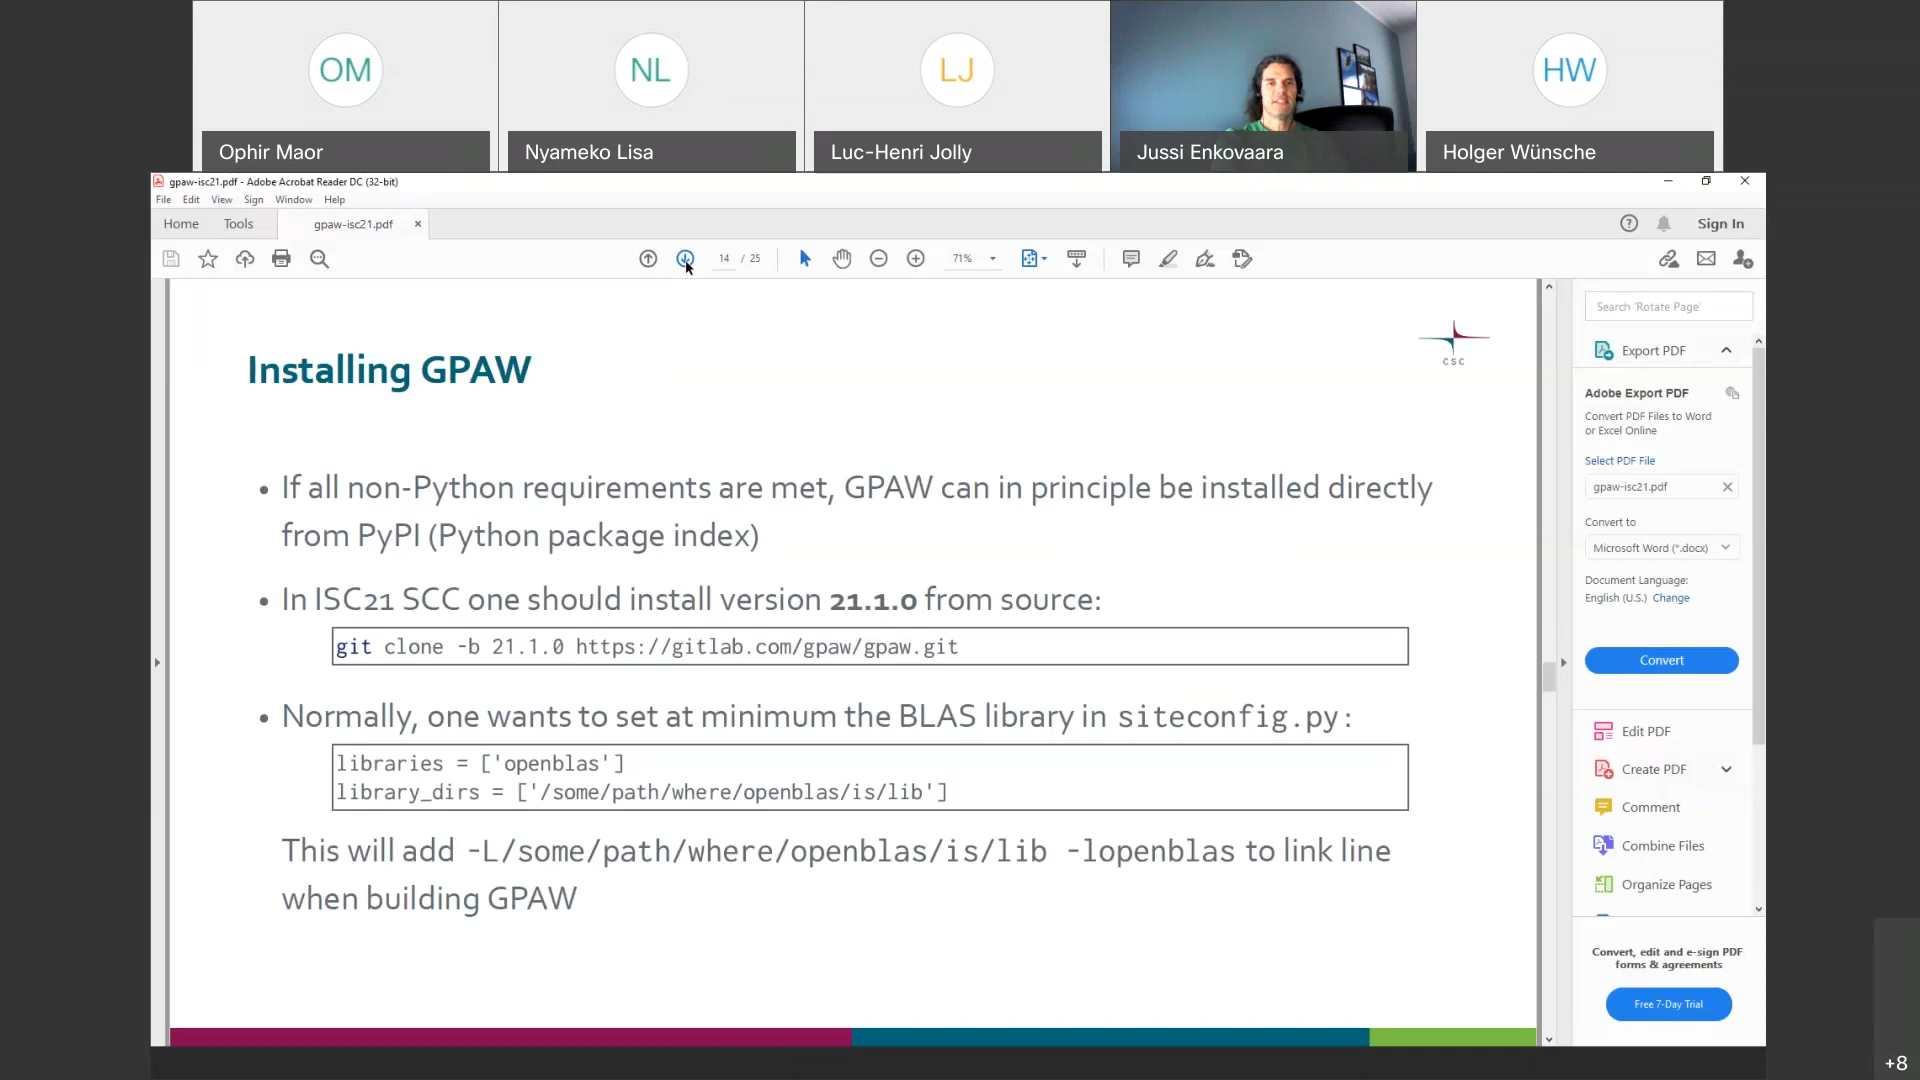 OM
NL
LJ
HW
Ophir Maor
Nyameko Lisa
Luc-Henri Jolly
Jussi Enkovaara
Holger Wünsche
gpaw-isc21.pdf - Adobe Acrobat Reader DC (32-bit)
File Edit View Sign Window Help
Home Tools gpaw-isc21.pdf × Sign In
14 / 25 71%
Search 'Rotate Page'
CSC
Installing GPAW
• If all non-Python requirements are met, GPAW can in principle be installed directly
from PyPI (Python package index)
• In ISC21 SCC one should install version 21.1.0 from source:
git clone -b 21.1.0 https://gitlab.com/gpaw/gpaw.git
• Normally, one wants to set at minimum the BLAS library in siteconfig.py:
libraries = ['openblas']
library_dirs = ['/some/path/where/openblas/is/lib']
This will add -L/some/path/where/openblas/is/lib -lopenblas to link line
when building GPAW
Export PDF
Adobe Export PDF
Convert PDF Files to Word
or Excel Online
Select PDF File
gpaw-isc21.pdf
Convert to
Microsoft Word (*.docx)
Document Language:
English (U.S.) Change
Convert
Edit PDF
Create PDF
Comment
Combine Files
Organize Pages
Convert, edit and e-sign PDF
forms & agreements
Free 7-Day Trial
+8